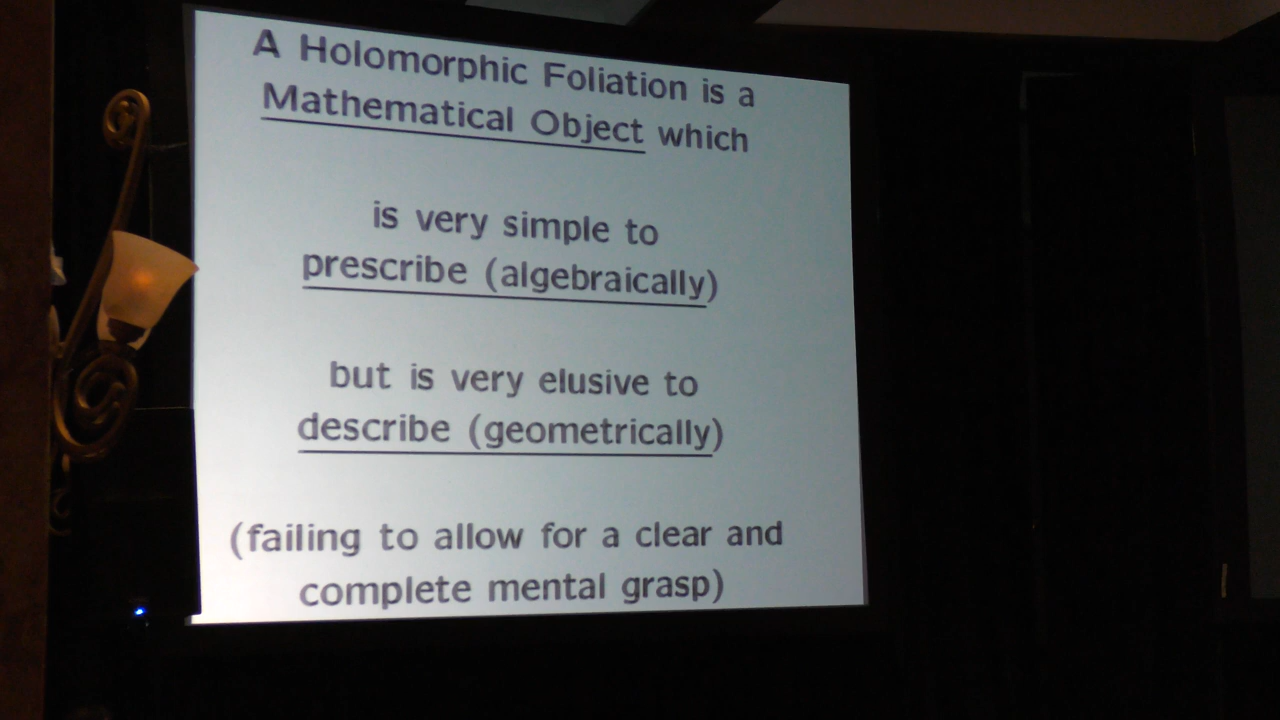 A Holomorphic Foliation is a
Mathematical Object which
is very simple to
prescribe (algebraically)
but is very elusive to
describe (geometrically)
(failing to allow for a clear and
complete mental grasp)